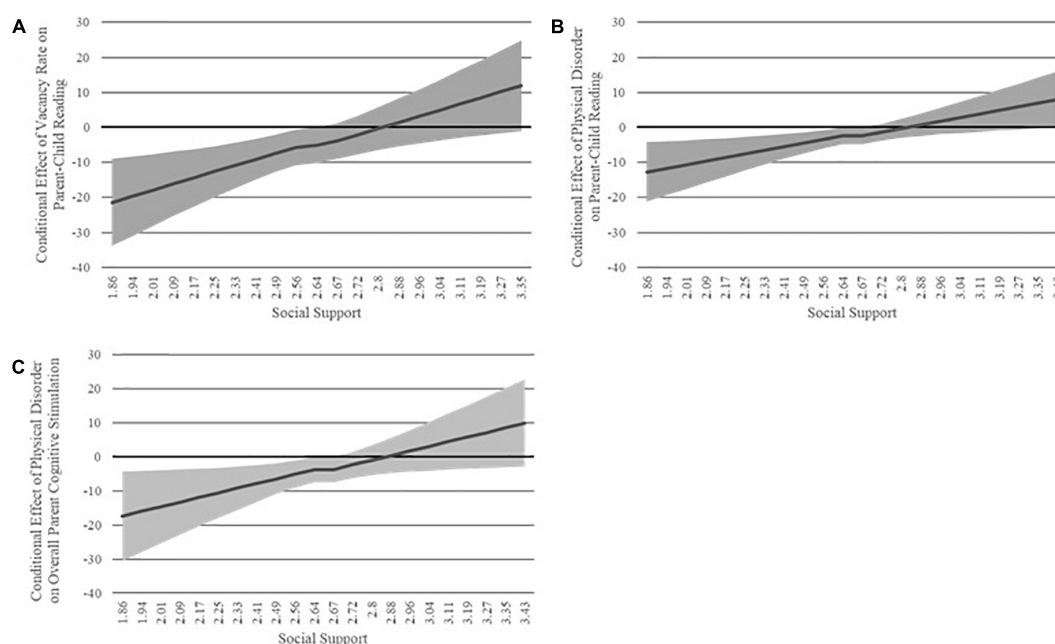 A
Conditional Effect of Vacancy Rate on
Parent-Child Reading
30
20
10
0
-10
-20
-30
-40
1.86 1.94 2.01 2.09 2.17 2.25 2.33 2.41 2.49 2.56 2.64 2.67 2.72 2.8 2.88 2.96 3.04 3.11 3.19 3.27 3.35
Social Support
B
Conditional Effect of Physical Disorder
on Parent-Child Reading
30
20
10
0
-10
-20
-30
-40
1.86 1.94 2.01 2.09 2.17 2.25 2.33 2.41 2.49 2.56 2.64 2.67 2.72 2.8 2.88 2.96 3.04 3.11 3.19 3.27 3.35
Social Support
C
Conditional Effect of Physical Disorder
on Overall Parent Cognitive Stimulation
30
20
10
0
-10
-20
-30
-40
1.86 1.94 2.01 2.09 2.17 2.25 2.33 2.41 2.49 2.56 2.64 2.67 2.72 2.8 2.88 2.96 3.04 3.11 3.19 3.27 3.35 3.43
Social Support